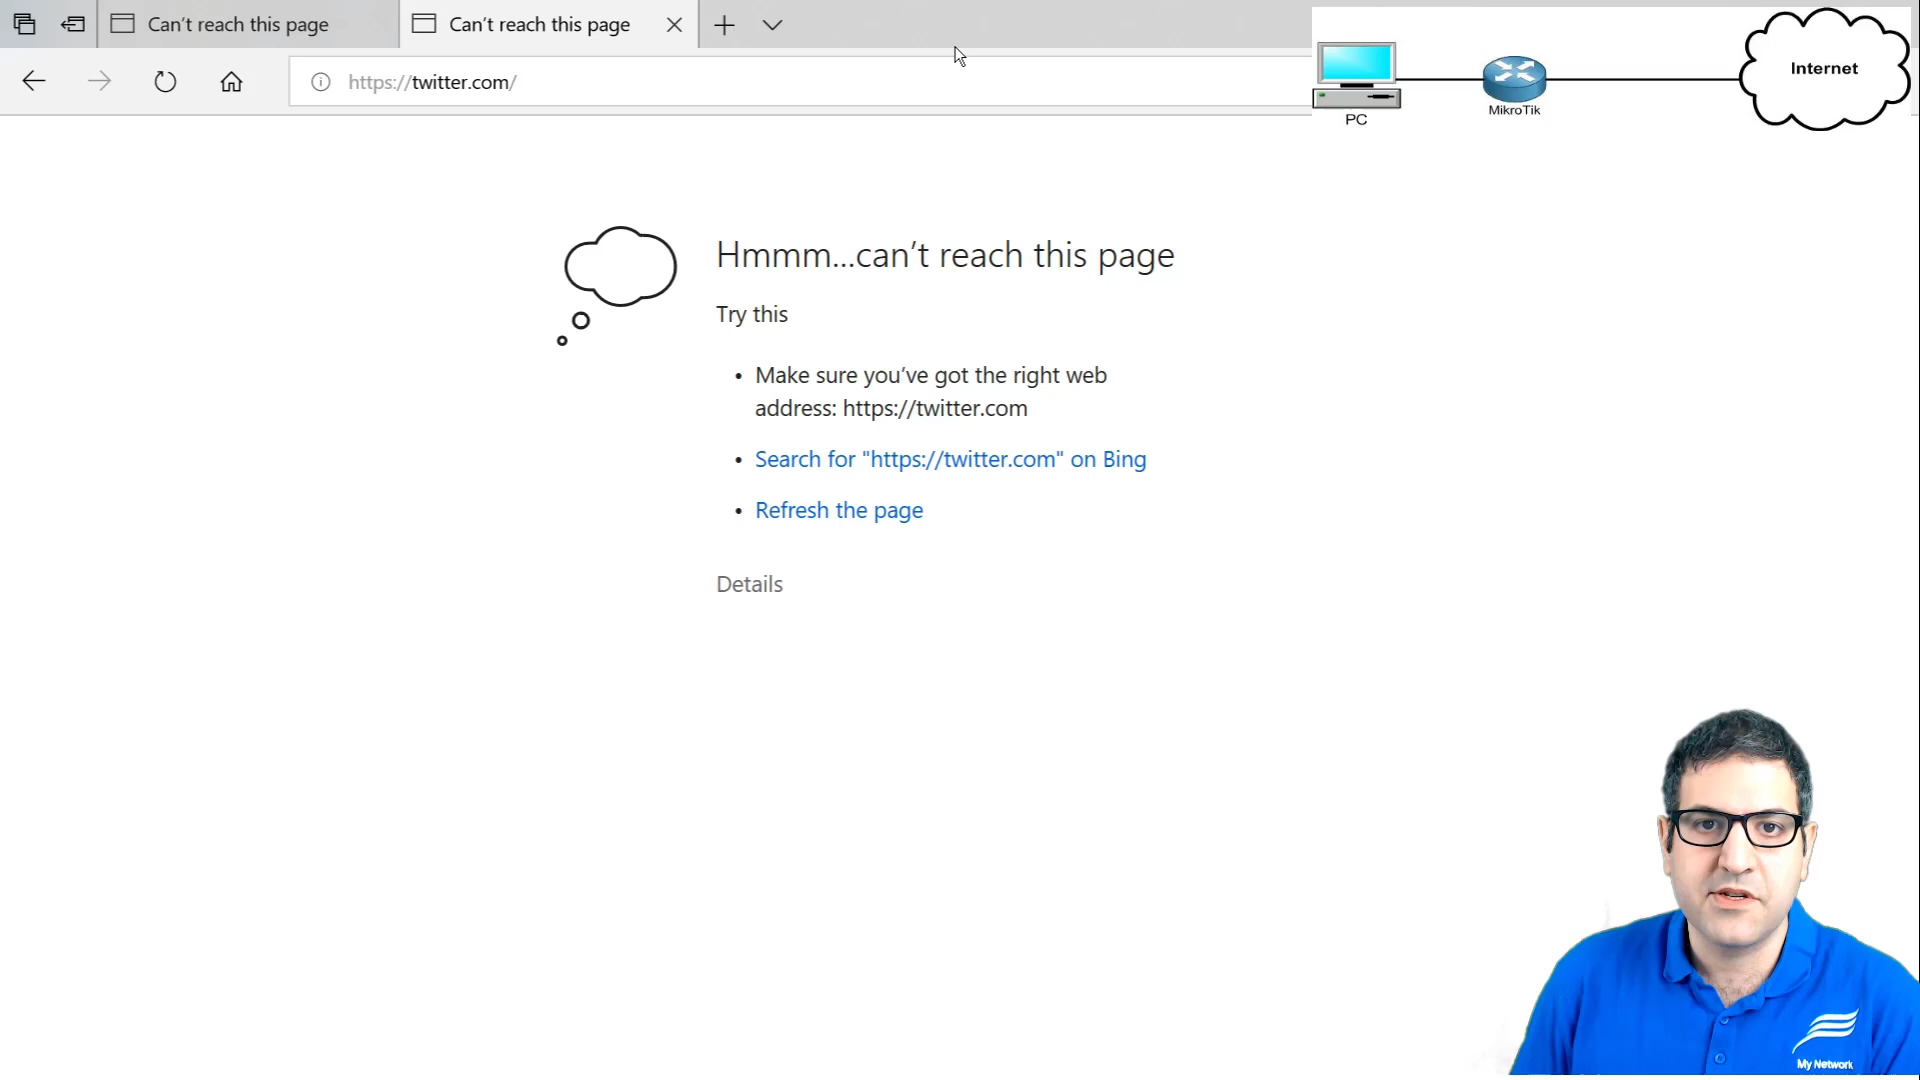 Can't reach this page
Can't reach this page
https://twitter.com/
PC
MikroTik
Internet
Hmmm...can't reach this page
Try this
• Make sure you've got the right web
address: https://twitter.com
• Search for "https://twitter.com" on Bing
• Refresh the page
Details
My Network